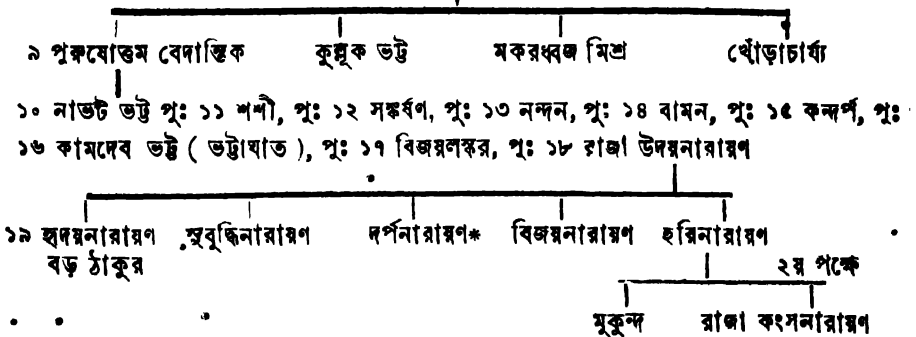 ৯ পুরুষোত্তম বেদান্তিক কুল্লূক ভট্ট মকরধ্বজ মিশ্র খোঁড়াচার্য্য
১০ নাভট ভট্ট পুঃ ১১ শশী, পুঃ ১২ সঙ্কর্ষণ, পুঃ ১৩ নন্দন, পুঃ ১৪ বামন, পুঃ ১৫ কন্দর্প, পুঃ
১৬ কামদেব ভট্ট ( ভট্টাঘাত ), পুঃ ১৭ বিজয়লস্কর, পুঃ ১৮ রাজা উদয়নারায়ণ
১৯ হৃদয়নারায়ণ সুবুদ্ধিনারায়ণ দর্পনারায়ণ* বিজয়নারায়ণ হরিনারায়ণ
বড় ঠাকুর ২য় পক্ষে
মুকুন্দ রাজা কংসনারায়ণ